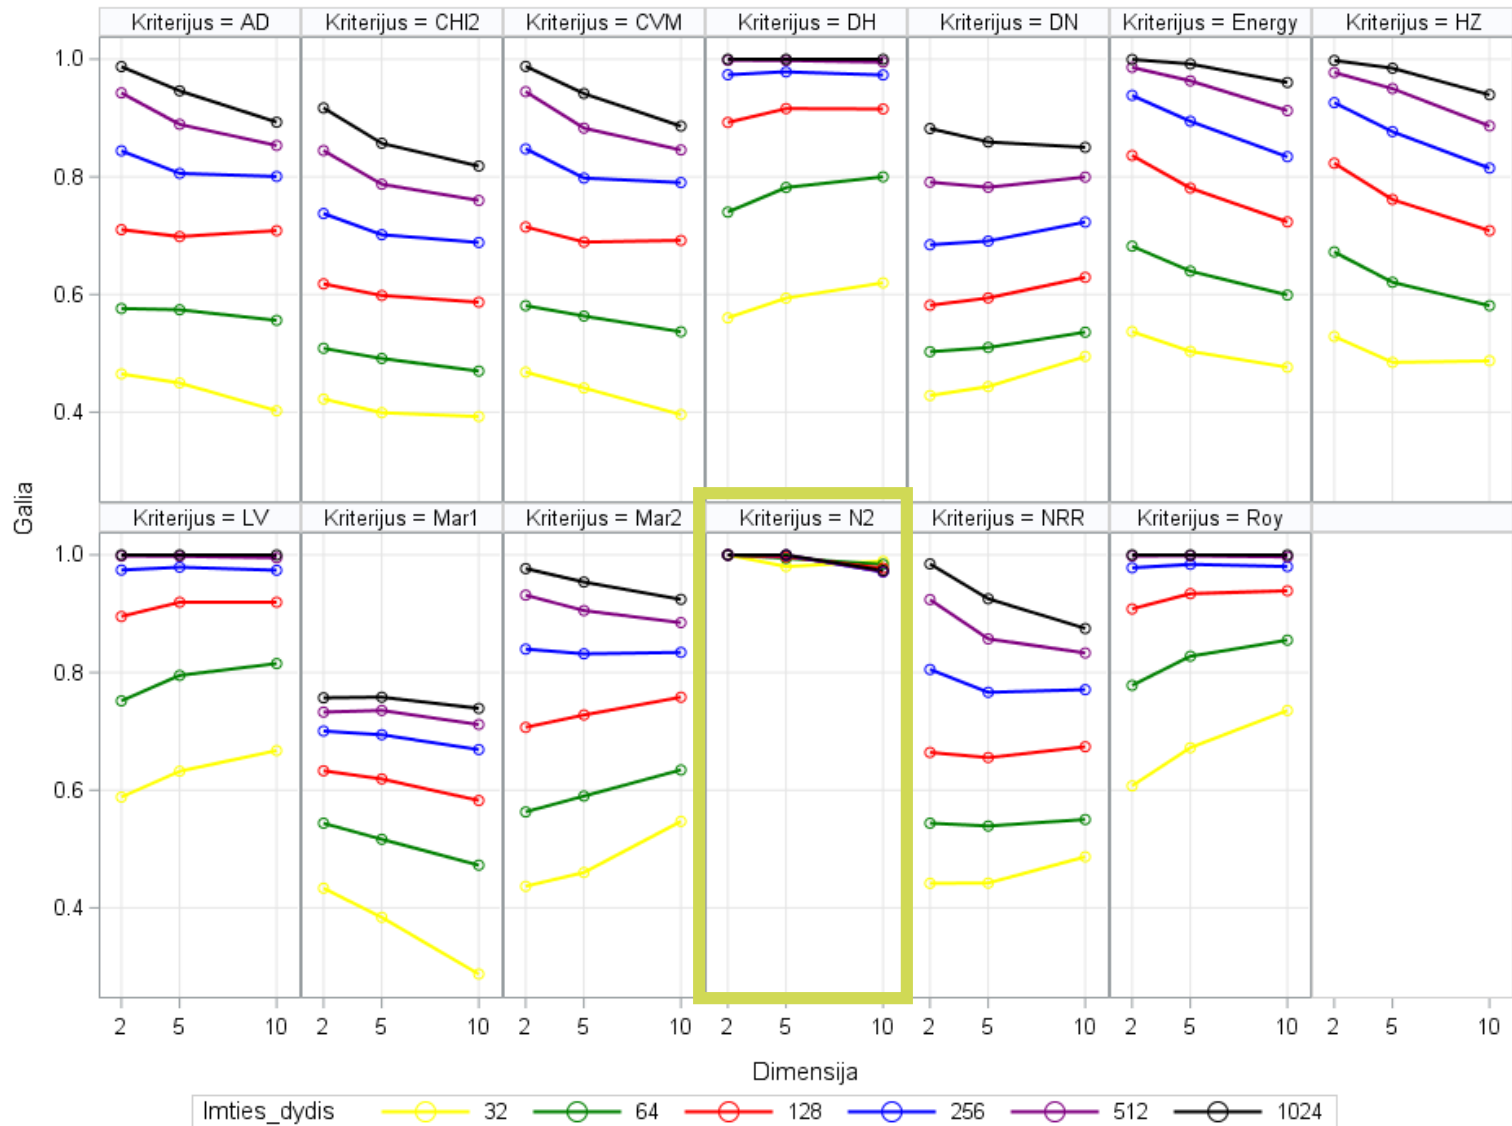 Kriterijus = AD Kriterijus = CHI2 Kriterijus = CVM Kriterijus = DH Kriterijus = DN Kriterijus = Energy Kriterijus = HZ
1.0
0.8
0.6
0.4
Galia
Kriterijus = LV Kriterijus = Mar1 Kriterijus = Mar2 Kriterijus = N2 Kriterijus = NRR Kriterijus = Roy
1.0
0.8
0.6
0.4
2 5 10 2 5 10 2 5 10 2 5 10 2 5 10 2 5 10 2 5 10
Dimensija
Imties_dydis 32 64 128 256 512 1024